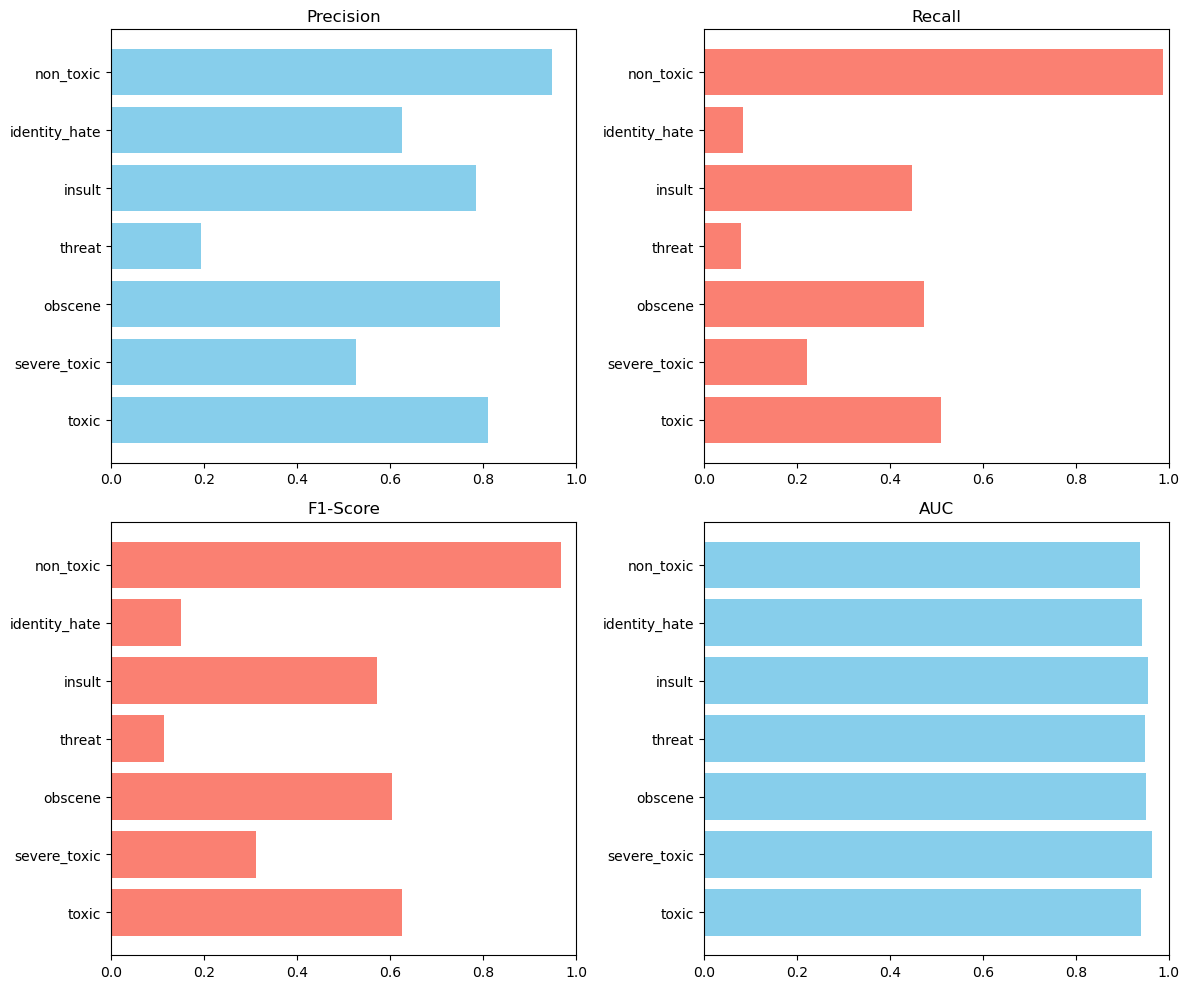 Precision
non_toxic
identity_hate
insult
threat
obscene
severe_toxic
toxic
0.0 0.2 0.4 0.6 0.8 1.0
Recall
non_toxic
identity_hate
insult
threat
obscene
severe_toxic
toxic
0.0 0.2 0.4 0.6 0.8 1.0
F1-Score
non_toxic
identity_hate
insult
threat
obscene
severe_toxic
toxic
0.0 0.2 0.4 0.6 0.8 1.0
AUC
non_toxic
identity_hate
insult
threat
obscene
severe_toxic
toxic
0.0 0.2 0.4 0.6 0.8 1.0